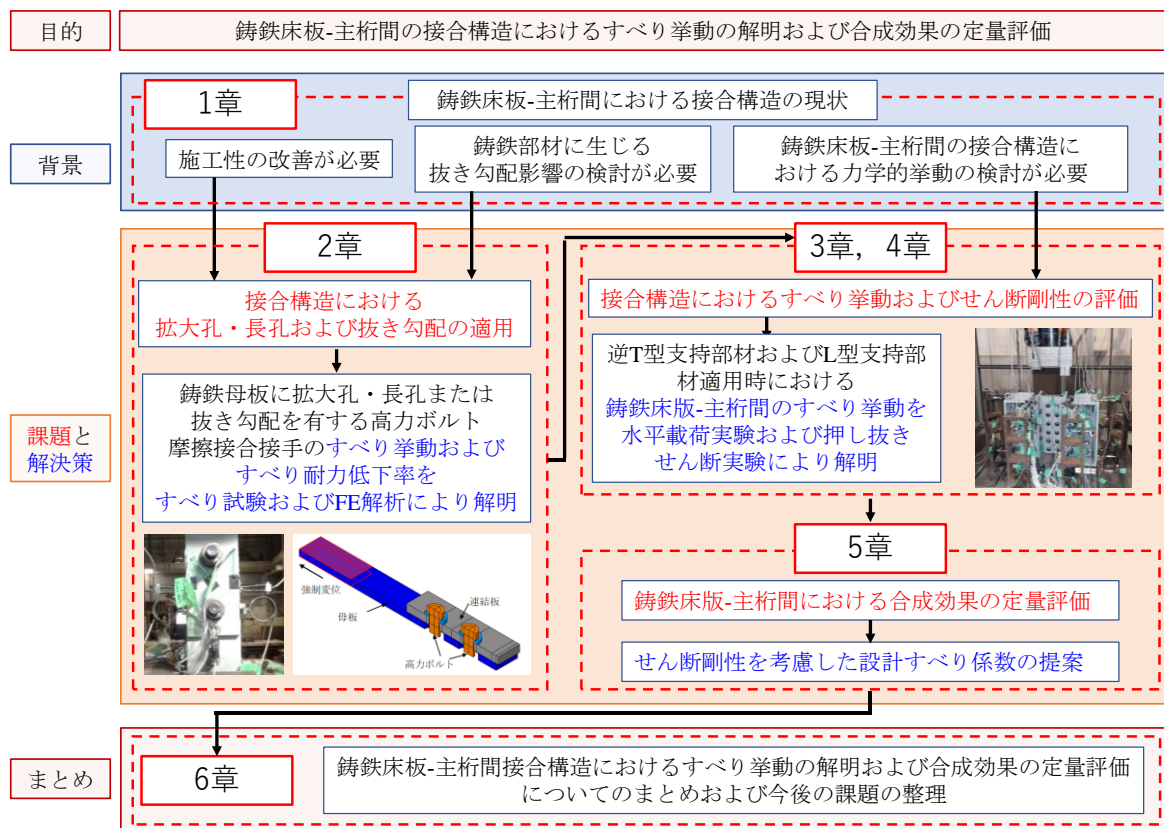 目的
鋳鉄床板-主桁間の接合構造におけるすべり挙動の解明および合成効果の定量評価
背景
1章
鋳鉄床板-主桁間における接合構造の現状
施工性の改善が必要
鋳鉄部材に生じる
抜き勾配影響の検討が必要
鋳鉄床板-主桁間の接合構造に
おける力学的挙動の検討が必要
課題と
解決策
2章
接合構造における
拡大孔・長孔および抜き勾配の適用
鋳鉄母板に拡大孔・長孔または
抜き勾配を有する高力ボルト
摩擦接合接手のすべり挙動および
すべり耐力低下率を
すべり試験およびFE解析により解明
強制変位
母板
連結板
高力ボルト
3章，4章
接合構造におけるすべり挙動およびせん断剛性の評価
逆T型支持部材およびL型支持部
材適用時における
鋳鉄床版-主桁間のすべり挙動を
水平載荷実験および押し抜き
せん断実験により解明
5章
鋳鉄床版-主桁間における合成効果の定量評価
せん断剛性を考慮した設計すべり係数の提案
まとめ
6章
鋳鉄床板-主桁間接合構造におけるすべり挙動の解明および合成効果の定量評価
についてのまとめおよび今後の課題の整理